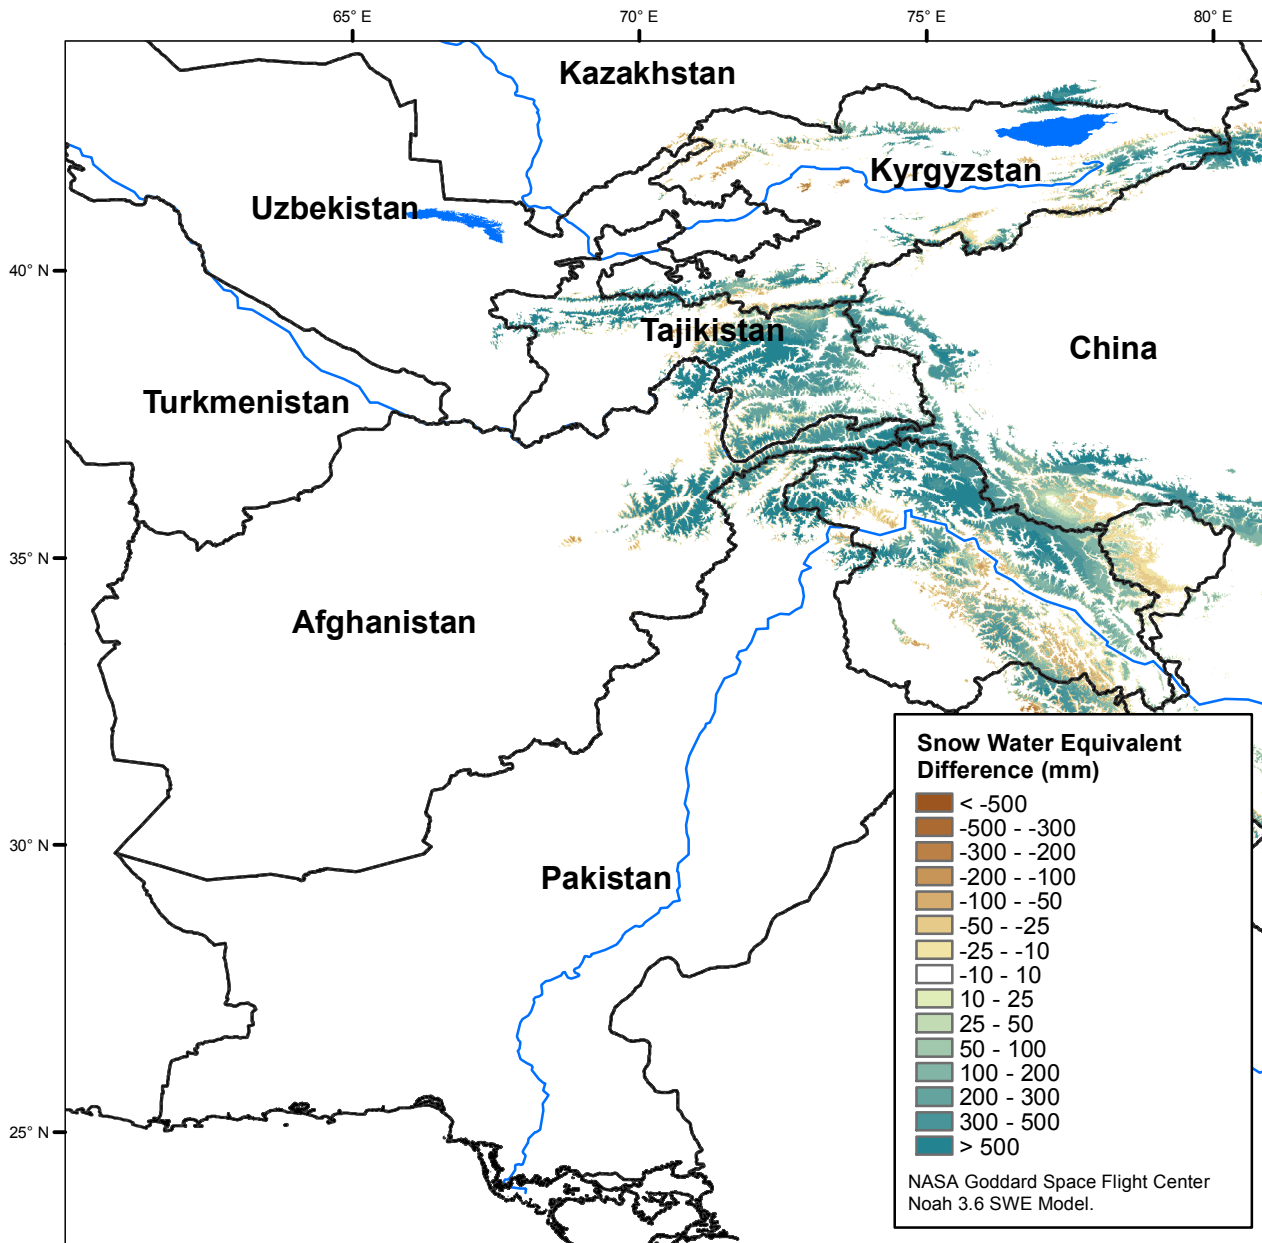 65° E
70° E
75° E
80° E
Kazakhstan
Kyrgyzstan
Uzbekistan
40° N
Tajikistan
China
Turkmenistan
35° N
Afghanistan
30° N
Pakistan
25° N
Snow Water Equivalent
Difference (mm)
< -500
-500 - -300
-300 - -200
-200 - -100
-100 - -50
-50 - -25
-25 - -10
-10 - 10
10 - 25
25 - 50
50 - 100
100 - 200
200 - 300
300 - 500
> 500
NASA Goddard Space Flight Center
Noah 3.6 SWE Model.